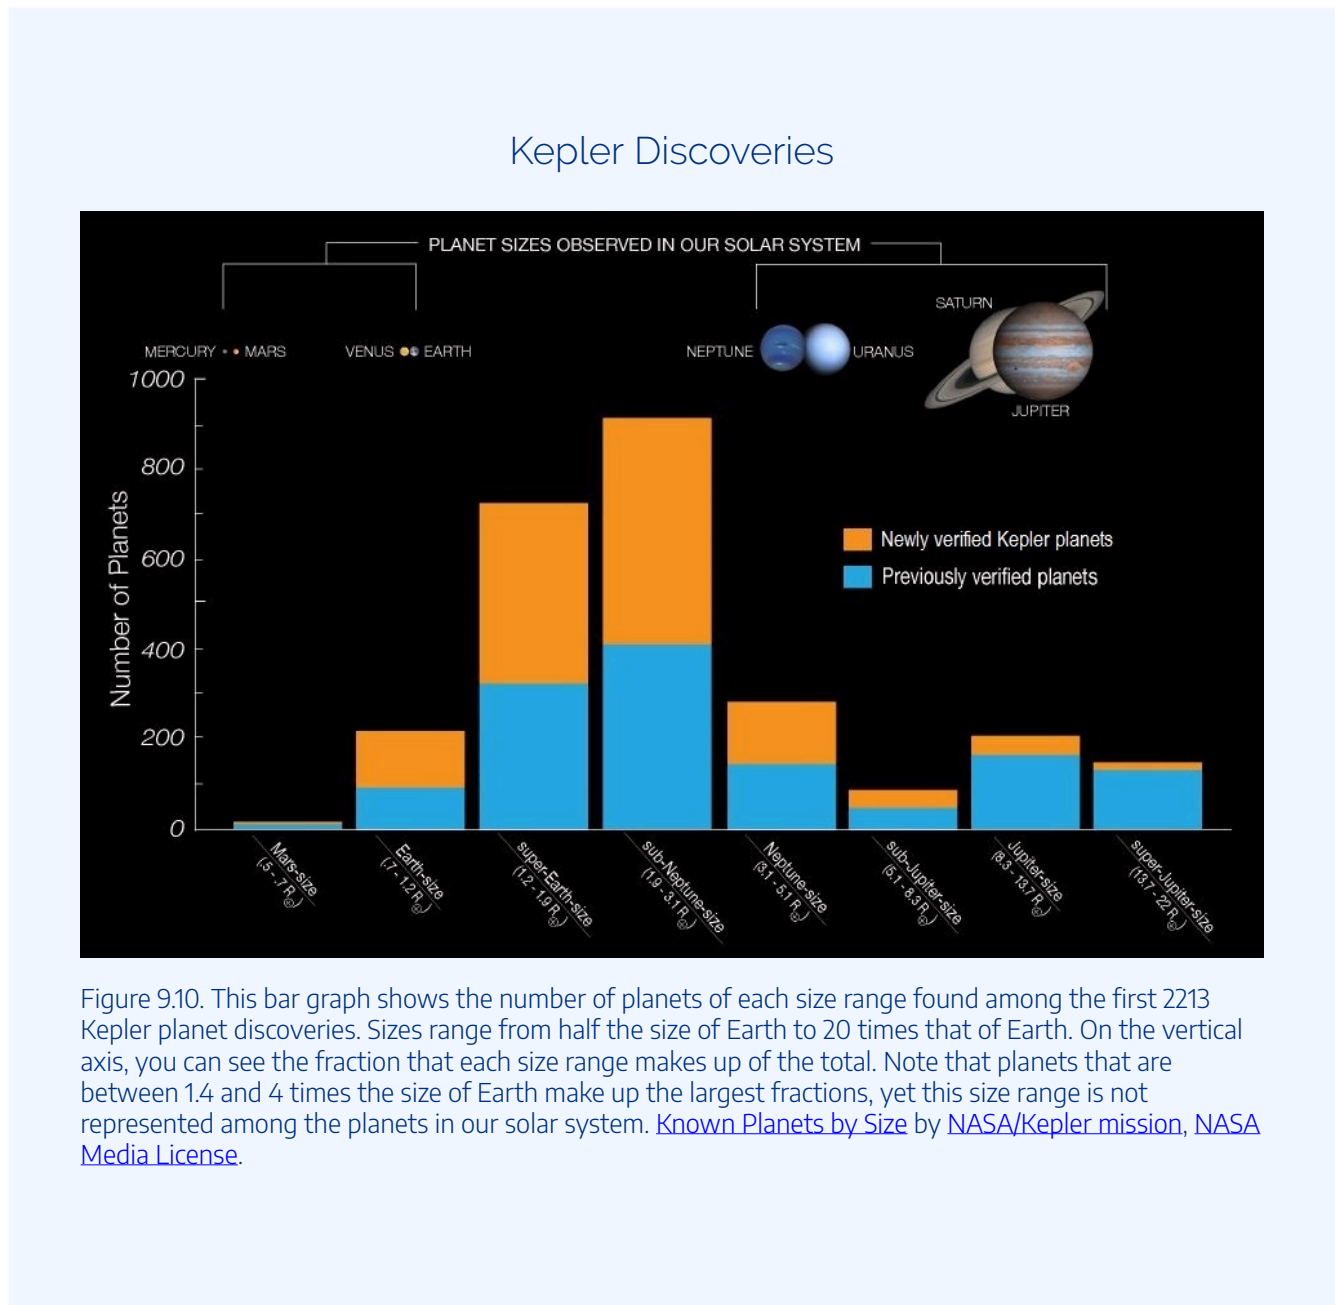 Kepler Discoveries
PLANET SIZES OBSERVED IN OUR SOLAR SYSTEM
SATURN
MERCURY MARS
VENUS EARTH
NEPTUNE URANUS
JUPITER
1000
800
600
400
200
0
Number of Planets
Newly verified Kepler planets
Previously verified planets
Mars-size
(.5 - .7 R⊕)
Earth-size
(.7 - 1.2 R⊕)
super-Earth-size
(1.2 - 1.9 R⊕)
sub-Neptune-size
(1.9 - 3.1 R⊕)
Neptune-size
(3.1 - 5.1 R⊕)
sub-Jupiter-size
(5.1 - 8.3 R⊕)
Jupiter-size
(8.3 - 13.7 R⊕)
super-Jupiter-size
(13.7 - 22 R⊕)
Figure 9.10. This bar graph shows the number of planets of each size range found among the first 2213
Kepler planet discoveries. Sizes range from half the size of Earth to 20 times that of Earth. On the vertical
axis, you can see the fraction that each size range makes up of the total. Note that planets that are
between 1.4 and 4 times the size of Earth make up the largest fractions, yet this size range is not
represented among the planets in our solar system. Known Planets by Size by NASA/Kepler mission, NASA
Media License.